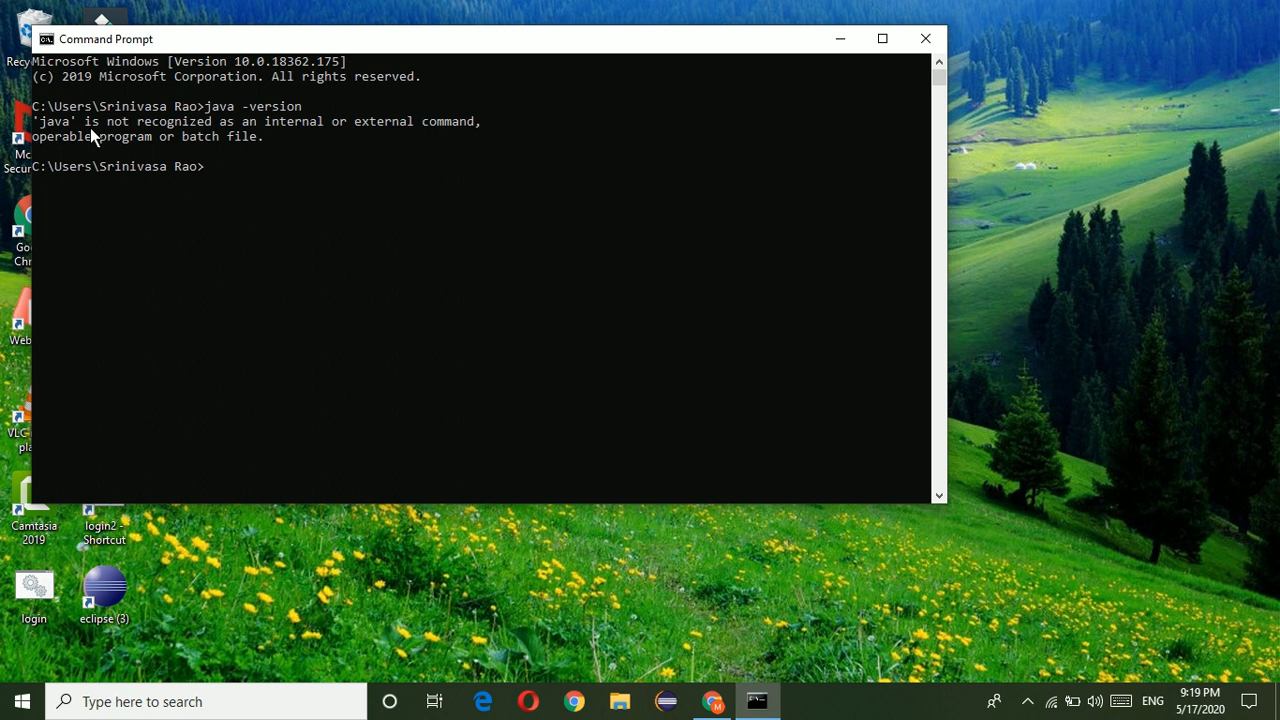 Command Prompt
Microsoft Windows [Version 10.0.18362.175]
(c) 2019 Microsoft Corporation. All rights reserved.
C:\Users\Srinivasa Rao>java -version
'java' is not recognized as an internal or external command,
operable program or batch file.
C:\Users\Srinivasa Rao>
Recy
Mc
Secur
Go
Chr
Web
VLC
pla
Camtasia
2019
login2 -
Shortcut
login
eclipse (3)
Type here to search
M
ENG
9:19 PM
5/17/2020